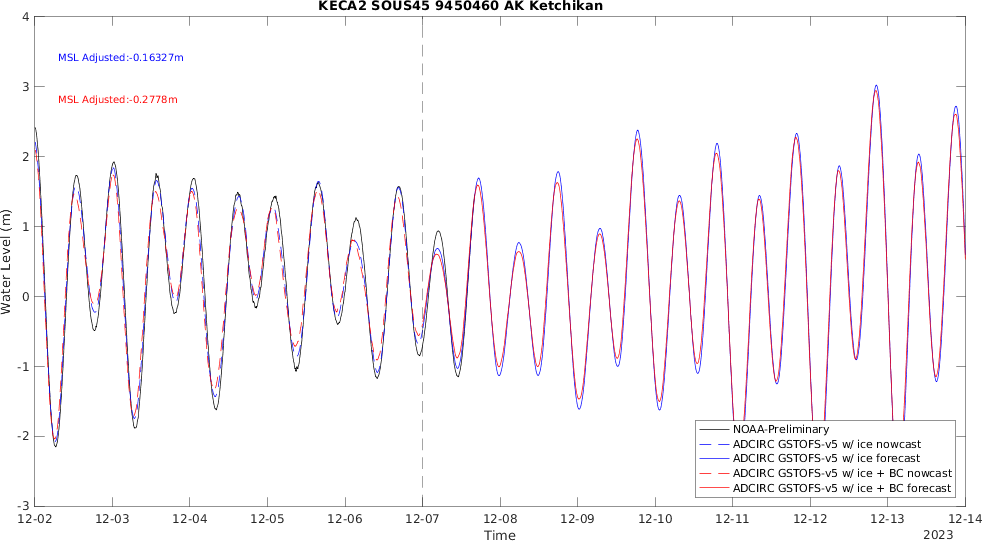 KECA2 SOUS45 9450460 AK Ketchikan
MSL Adjusted:-0.16327m
MSL Adjusted:-0.2778m
Water Level (m)
4
3
2
1
0
-1
-2
-3
NOAA-Preliminary
ADCIRC GSTOFS-v5 w/ ice nowcast
ADCIRC GSTOFS-v5 w/ ice forecast
ADCIRC GSTOFS-v5 w/ ice + BC nowcast
ADCIRC GSTOFS-v5 w/ ice + BC forecast
12-02 12-03 12-04 12-05 12-06 12-07 12-08 12-09 12-10 12-11 12-12 12-13 12-14
Time
2023